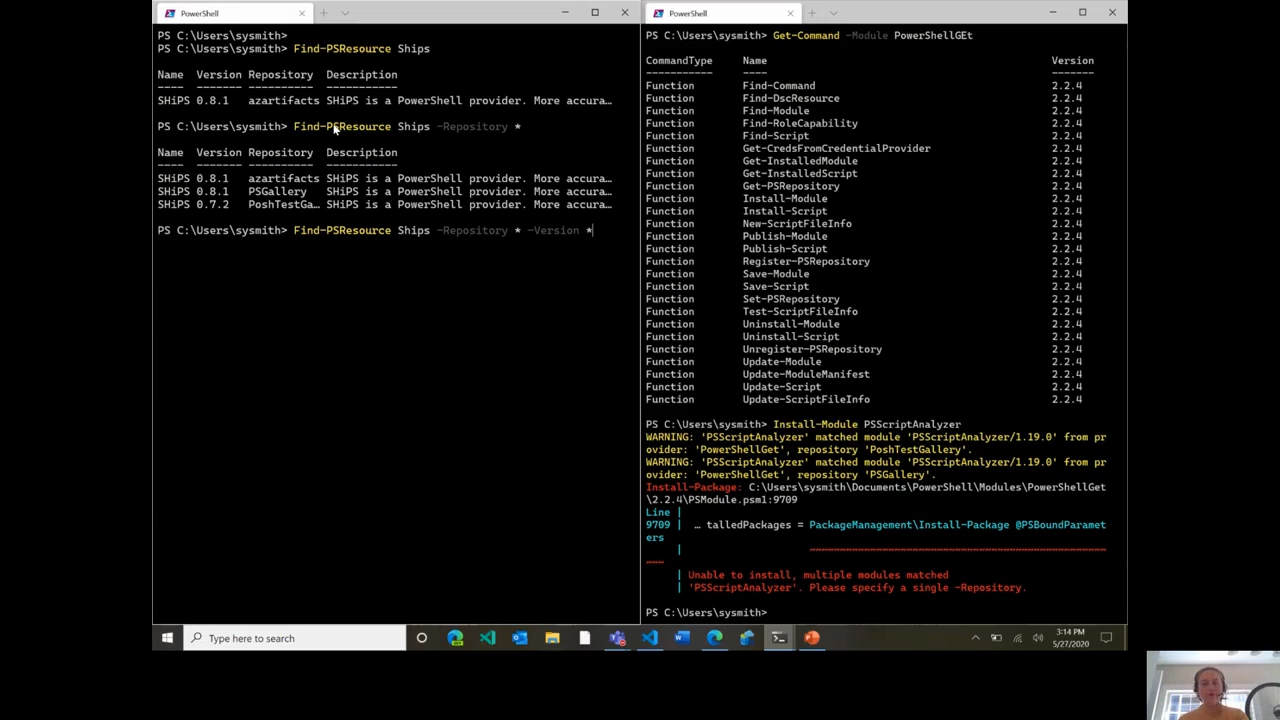 PowerShell
PS C:\Users\sysmith>
PS C:\Users\sysmith> Find-PSResource Ships
Name Version Repository Description
---- ------- ---------- -----------
SHiPS 0.8.1 azartifacts SHiPS is a PowerShell provider. More accura…
PS C:\Users\sysmith> Find-PSResource Ships -Repository *
Name Version Repository Description
---- ------- ---------- -----------
SHiPS 0.8.1 azartifacts SHiPS is a PowerShell provider. More accura…
SHiPS 0.8.1 PSGallery SHiPS is a PowerShell provider. More accura…
SHiPS 0.7.2 PoshTestGa… SHiPS is a PowerShell provider. More accura…
PS C:\Users\sysmith> Find-PSResource Ships -Repository * -Version *
PowerShell
PS C:\Users\sysmith> Get-Command -Module PowerShellGEt
CommandType Name Version
----------- ---- -------
Function Find-Command 2.2.4
Function Find-DscResource 2.2.4
Function Find-Module 2.2.4
Function Find-RoleCapability 2.2.4
Function Find-Script 2.2.4
Function Get-CredsFromCredentialProvider 2.2.4
Function Get-InstalledModule 2.2.4
Function Get-InstalledScript 2.2.4
Function Get-PSRepository 2.2.4
Function Install-Module 2.2.4
Function Install-Script 2.2.4
Function New-ScriptFileInfo 2.2.4
Function Publish-Module 2.2.4
Function Publish-Script 2.2.4
Function Register-PSRepository 2.2.4
Function Save-Module 2.2.4
Function Save-Script 2.2.4
Function Set-PSRepository 2.2.4
Function Test-ScriptFileInfo 2.2.4
Function Uninstall-Module 2.2.4
Function Uninstall-Script 2.2.4
Function Unregister-PSRepository 2.2.4
Function Update-Module 2.2.4
Function Update-ModuleManifest 2.2.4
Function Update-Script 2.2.4
Function Update-ScriptFileInfo 2.2.4
PS C:\Users\sysmith> Install-Module PSScriptAnalyzer
WARNING: 'PSScriptAnalyzer' matched module 'PSScriptAnalyzer/1.19.0' from pr
ovider: 'PowerShellGet', repository 'PoshTestGallery'.
WARNING: 'PSScriptAnalyzer' matched module 'PSScriptAnalyzer/1.19.0' from pr
ovider: 'PowerShellGet', repository 'PSGallery'.
Install-Package: C:\Users\sysmith\Documents\PowerShell\Modules\PowerShellGet
\2.2.4\PSModule.psm1:9709
Line |
9709 | … talledPackages = PackageManagement\Install-Package @PSBoundParamet
ers
| ~~~~~~~~~~~~~~~~~~~~~~~~~~~~~~~~~~~~~~~~~~~~~~~~
~~~
| Unable to install, multiple modules matched
| 'PSScriptAnalyzer'. Please specify a single -Repository.
PS C:\Users\sysmith>
Type here to search
3:14 PM
5/27/2020